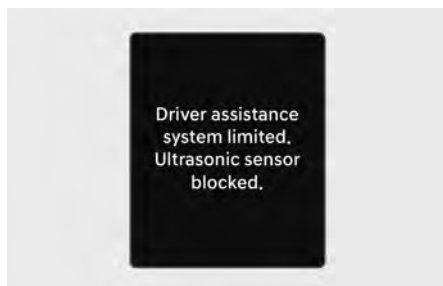 Driver assistance
system limited.
Ultrasonic sensor
blocked.